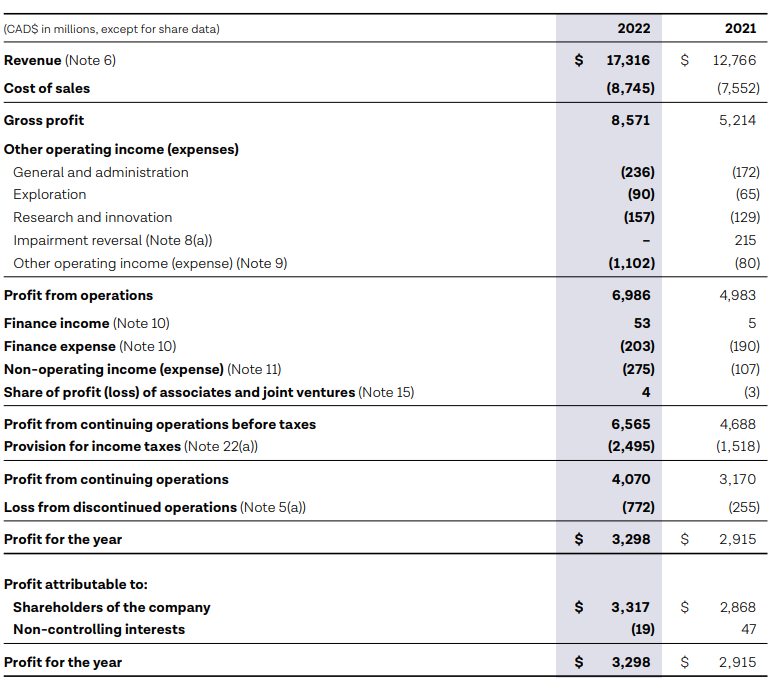 (CAD$ in millions, except for share data) 2022 2021
Revenue (Note 6) $ 17,316 $ 12,766
Cost of sales (8,745) (7,552)
Gross profit 8,571 5,214
Other operating income (expenses)
General and administration (236) (172)
Exploration (90) (65)
Research and innovation (157) (129)
Impairment reversal (Note 8(a)) – 215
Other operating income (expense) (Note 9) (1,102) (80)
Profit from operations 6,986 4,983
Finance income (Note 10) 53 5
Finance expense (Note 10) (203) (190)
Non-operating income (expense) (Note 11) (275) (107)
Share of profit (loss) of associates and joint ventures (Note 15) 4 (3)
Profit from continuing operations before taxes 6,565 4,688
Provision for income taxes (Note 22(a)) (2,495) (1,518)
Profit from continuing operations 4,070 3,170
Loss from discontinued operations (Note 5(a)) (772) (255)
Profit for the year $ 3,298 $ 2,915
Profit attributable to:
Shareholders of the company $ 3,317 $ 2,868
Non-controlling interests (19) 47
Profit for the year $ 3,298 $ 2,915